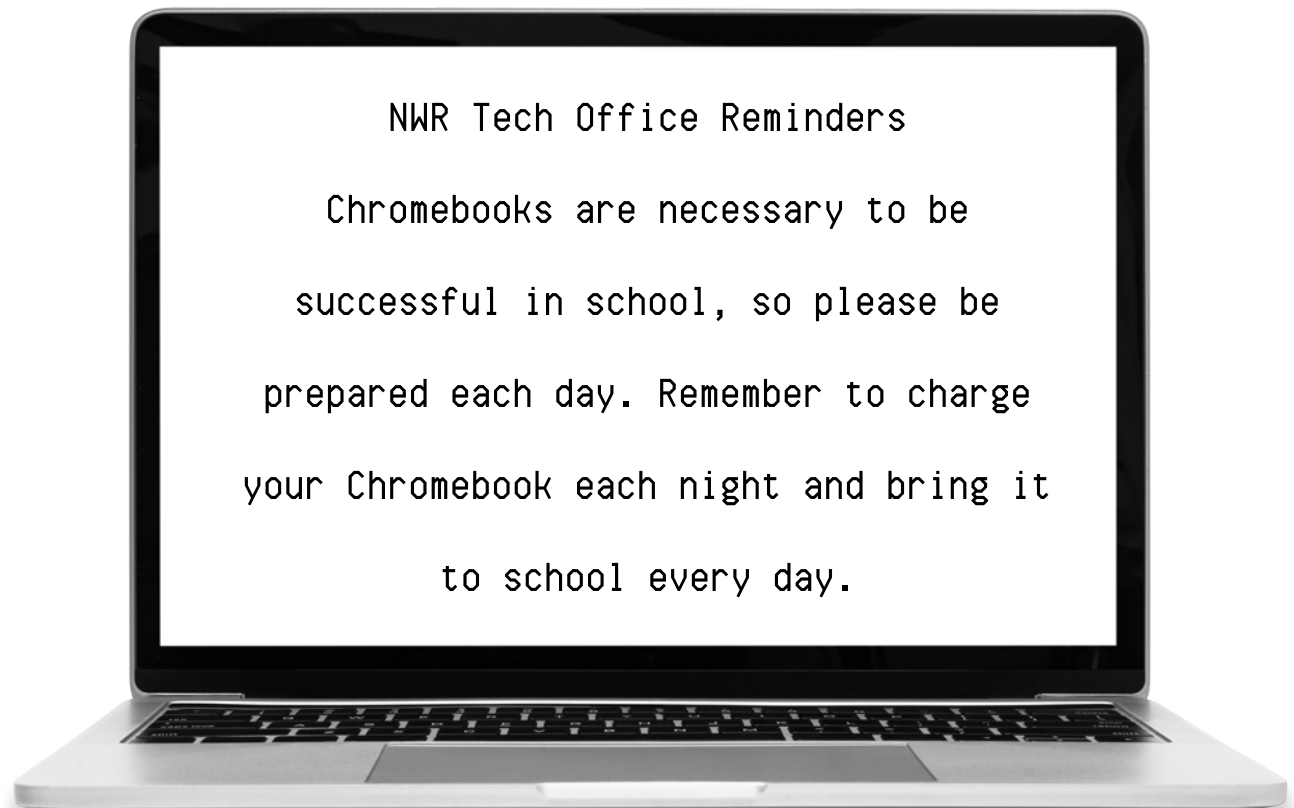 NWR Tech Office Reminders
Chromebooks are necessary to be
successful in school, so please be
prepared each day. Remember to charge
your Chromebook each night and bring it
to school every day.